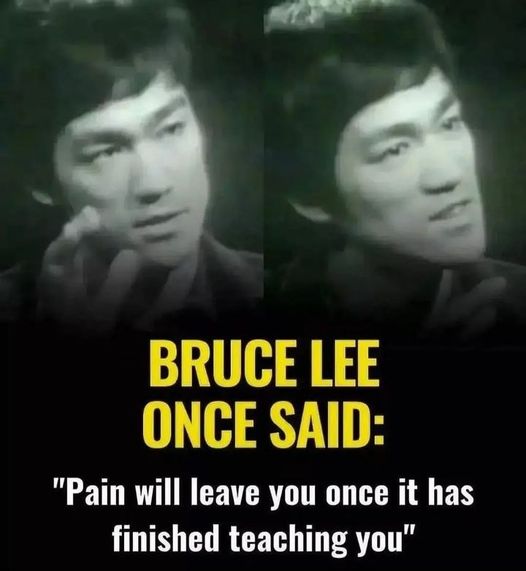 BRUCE LEE
ONCE SAID:
"Pain will leave you once it has
finished teaching you"